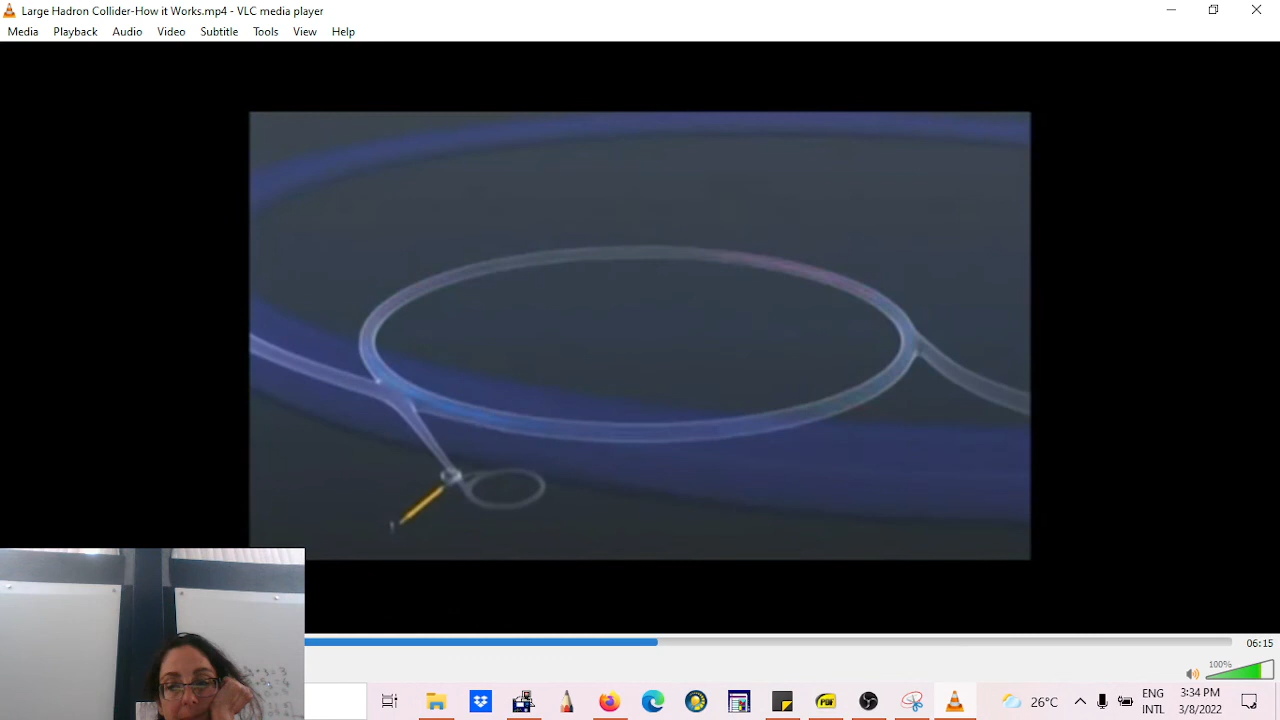 Large Hadron Collider-How it Works.mp4 - VLC media player
Media Playback Audio Video Subtitle Tools View Help
06:15
100%
PDF
26°C
ENG
INTL
3:34 PM
3/8/2022